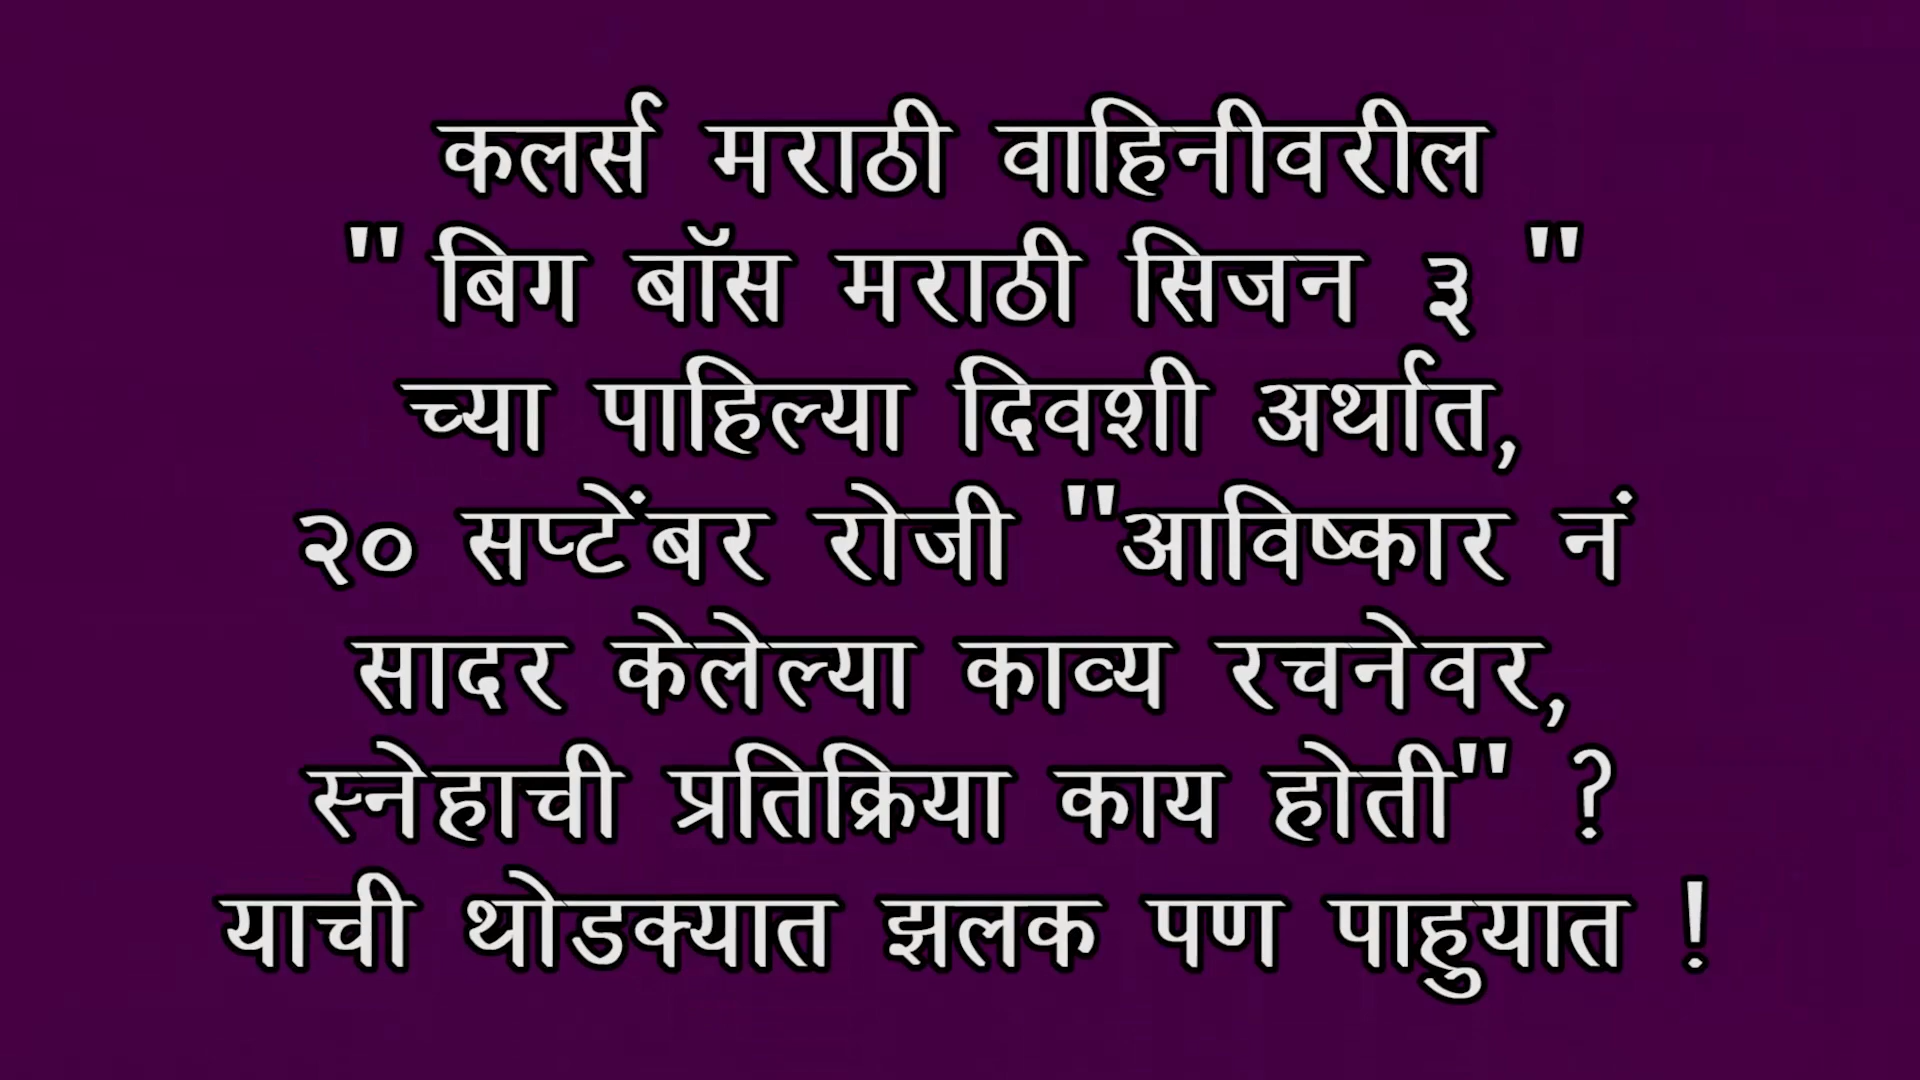 कलर्स मराठी वाहिनीवरील
" बिग बॉस मराठी सिजन ३ "
च्या पाहिल्या दिवशी अर्थात,
२० सप्टेंबर रोजी "आविष्कार नं
सादर केलेल्या काव्य रचनेवर,
स्नेहाची प्रतिक्रिया काय होती" ?
याची थोडक्यात झलक पण पाहुयात !